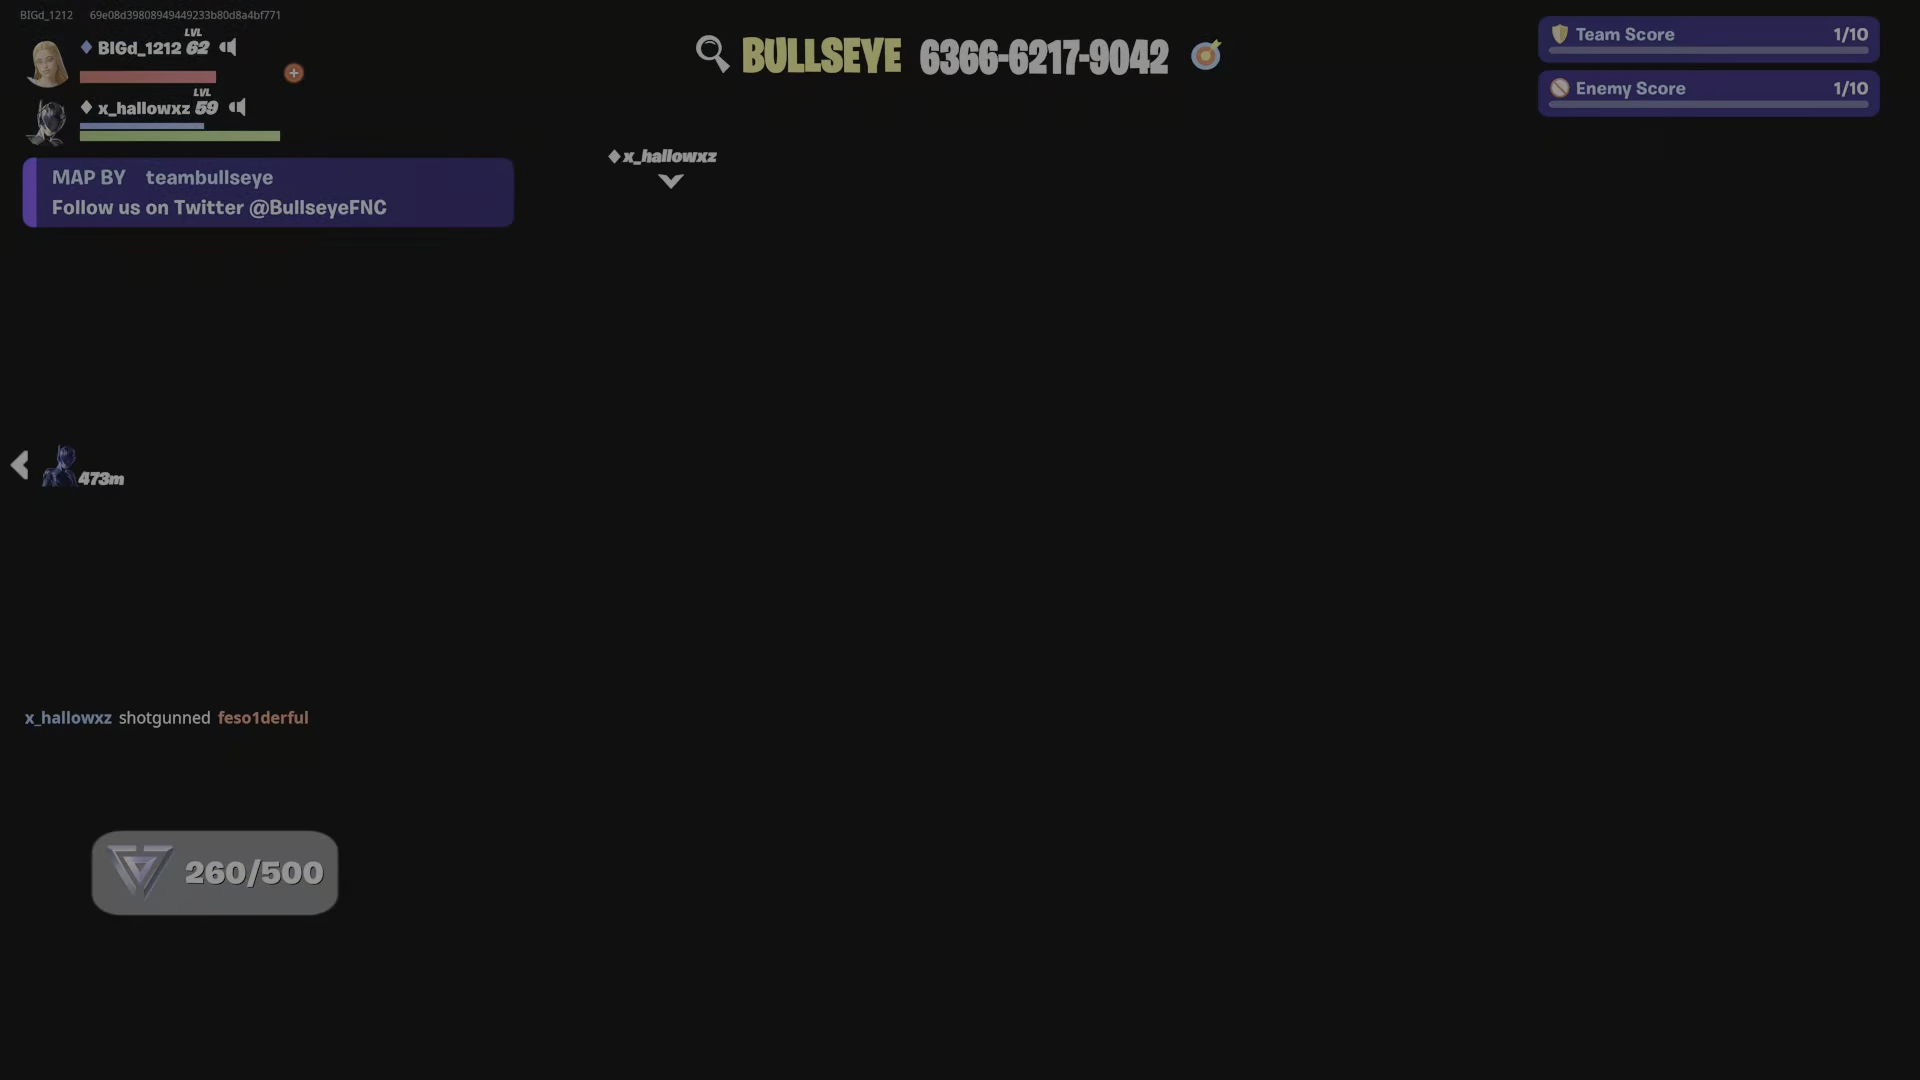 BIGd_1212 69e08d39808949449233b80d8a4bf771
LVL
BIGd_1212 62
LVL
x_hallowxz 59
MAP BY teambullseye
Follow us on Twitter @BullseyeFNC
BULLSEYE 6366-6217-9042
Team Score 1/10
Enemy Score 1/10
x_hallowxz
473m
x_hallowxz shotgunned feso1derful
260/500